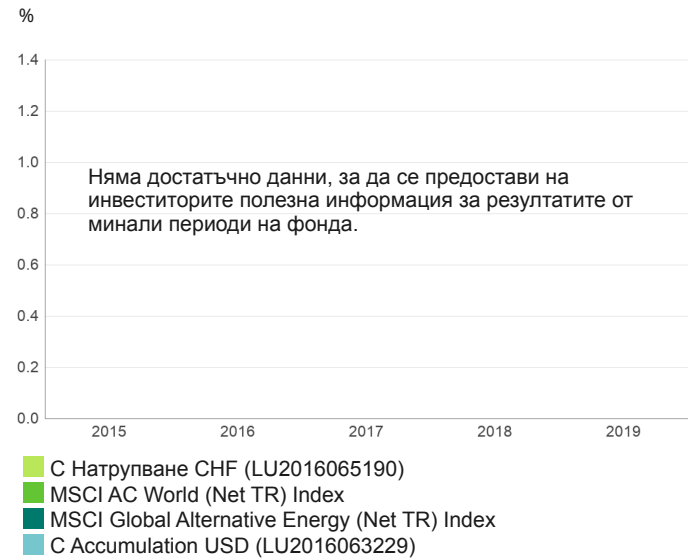 %
1.4
1.2
1.0
Няма достатъчно данни, за да се предостави на
инвеститорите полезна информация за резултатите от
0.8
минали периоди на фонда.
0.6
0.4
0.2
0.0
2015 2016 2017 2018 2019
С Натрупване CHF (LU2016065190)
MSCI AC World (Net TR) Index
MSCI Global Alternative Energy (Net TR) Index
C Accumulation USD (LU2016063229)